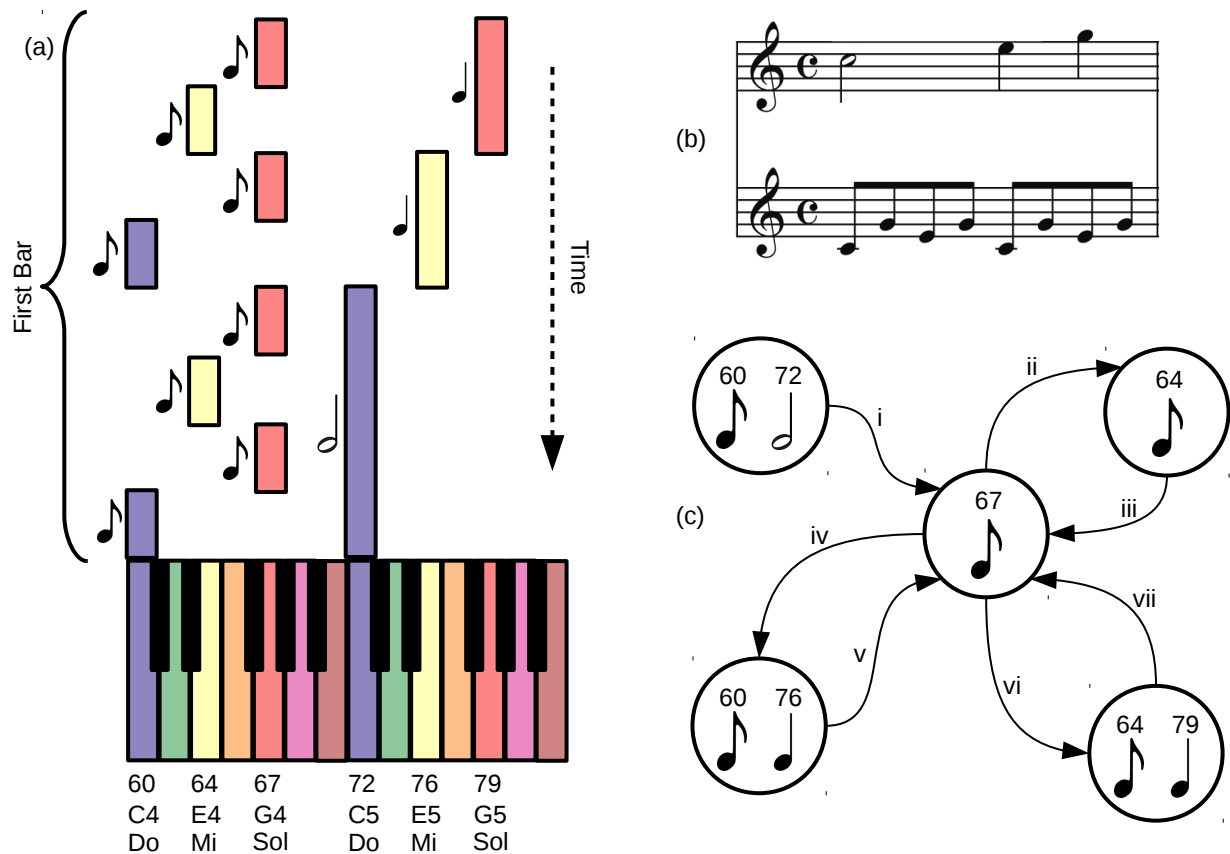 (a)
First Bar
Time
60 64 67 72 76 79
C4 E4 G4 C5 E5 G5
Do Mi Sol Do Mi Sol
(b)
(c)
60 72
i
ii
64
iii
67
iv
v
60 76
vi
vii
64 79